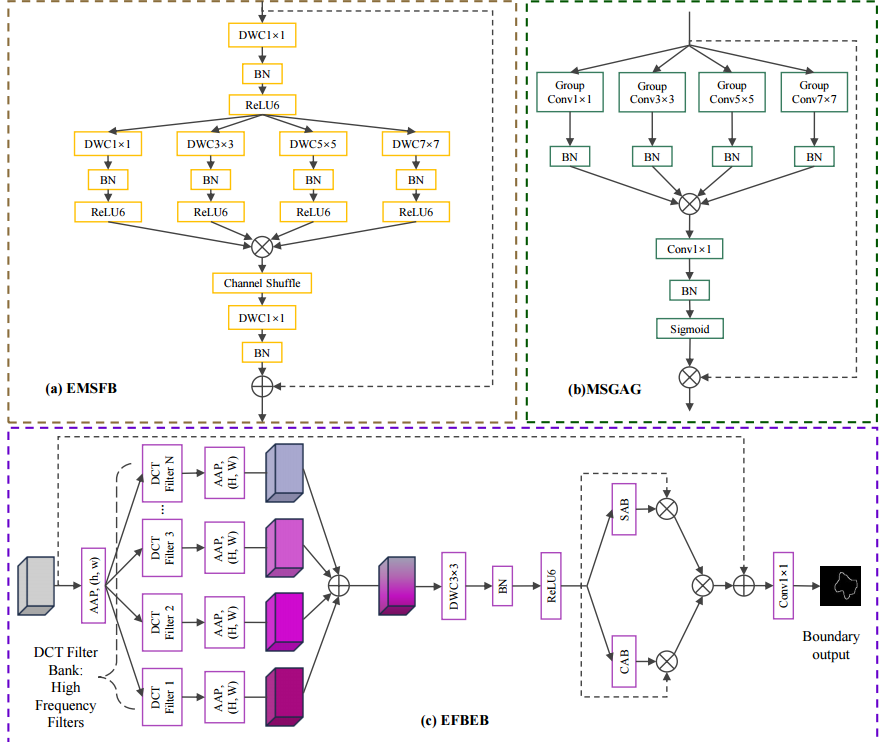 DWC1×1
BN
ReLU6
DWC1×1
DWC3×3
DWC5×5
DWC7×7
BN
BN
BN
BN
ReLU6
ReLU6
ReLU6
ReLU6
Channel Shuffle
DWC1×1
BN
(a) EMSFB
Group
Conv1×1
Group
Conv3×3
Group
Conv5×5
Group
Conv7×7
BN
BN
BN
BN
Conv1×1
BN
Sigmoid
(b)MSGAG
AAP, (h, w)
DCT
Filter N
AAP,
(H, W)
...
DCT
Filter 3
AAP,
(H, W)
DCT
Filter 2
AAP,
(H, W)
DCT
Filter 1
AAP,
(H, W)
DCT Filter
Bank:
High
Frequency
Filters
DWC3×3
BN
ReLU6
SAB
CAB
Conv1×1
Boundary
output
(c) EFBEB